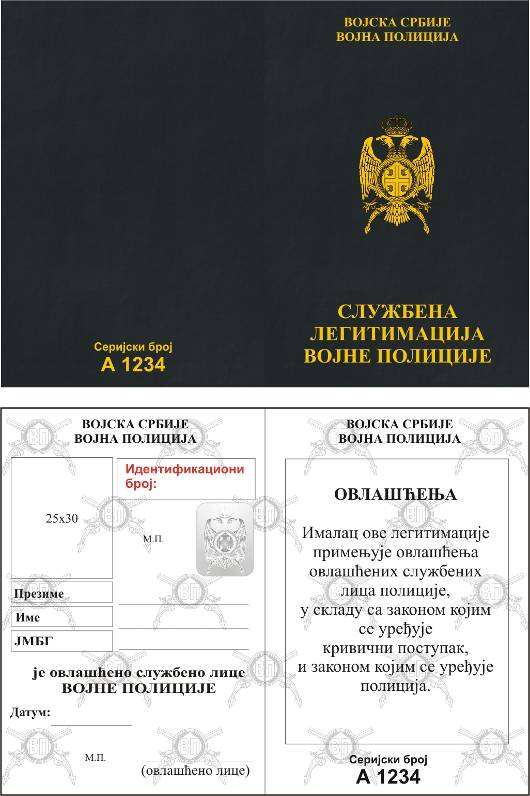 ВОЈСКА СРБИЈЕ
ВОЈНА ПОЛИЦИЈА
СЛУЖБЕНА
ЛЕГИТИМАЦИЈА
ВОЈНЕ ПОЛИЦИЈЕ
Серијски број
А 1234
ВОЈСКА СРБИЈЕ
ВОЈНА ПОЛИЦИЈА
Идентификациони
број:
25x30
М.П.
Презиме
Име
ЈМБГ
је овлашћено службено лице
ВОЈНЕ ПОЛИЦИЈЕ
Датум:
М.П.
(овлашћено лице)
ВОЈСКА СРБИЈЕ
ВОЈНА ПОЛИЦИЈА
ОВЛАШЋЕЊА
Ималац ове легитимације
примењује овлашћења
овлашћених службених
лица полиције,
у складу са законом којим
се уређује
кривични поступак,
и законом којим се уређује
полиција.
Серијски број
А 1234
ВП